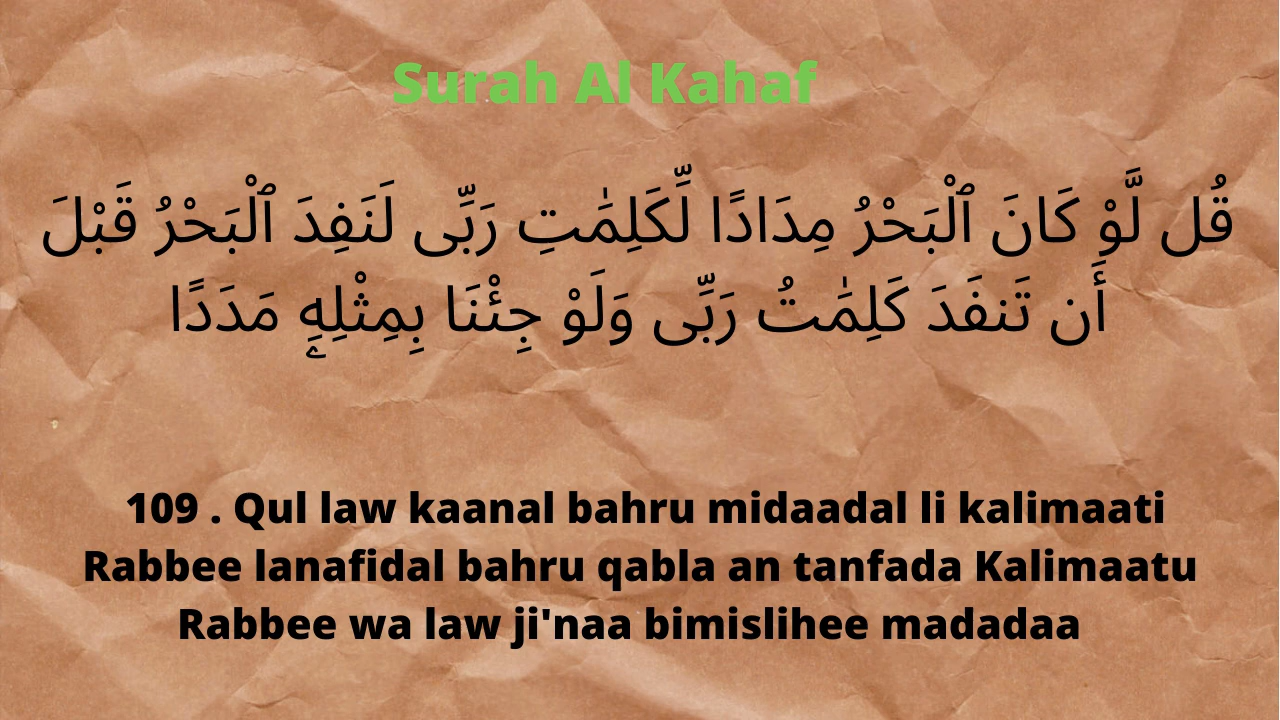 Surah Al Kahaf
قُل لَّوْ كَانَ ٱلْبَحْرُ مِدَادًا لِّكَلِمَٰتِ رَبِّى لَنَفِدَ ٱلْبَحْرُ قَبْلَ
أَن تَنفَدَ كَلِمَٰتُ رَبِّى وَلَوْ جِئْنَا بِمِثْلِهِۦ مَدَدًا
109 . Qul law kaanal bahru midaadal li kalimaati
Rabbee lanafidal bahru qabla an tanfada Kalimaatu
Rabbee wa law ji'naa bimislihee madadaa